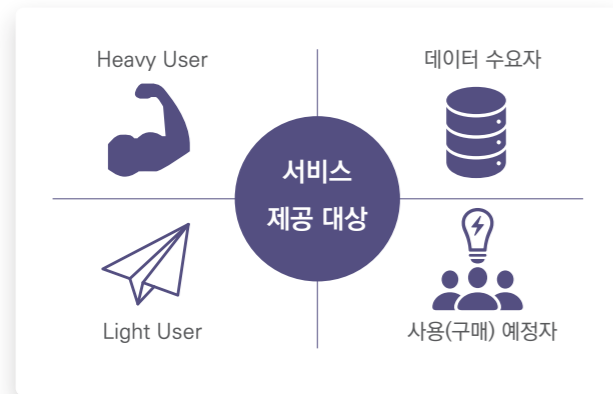 Heavy User
데이터 수요자
서비스
제공 대상
Light User
사용(구매) 예정자